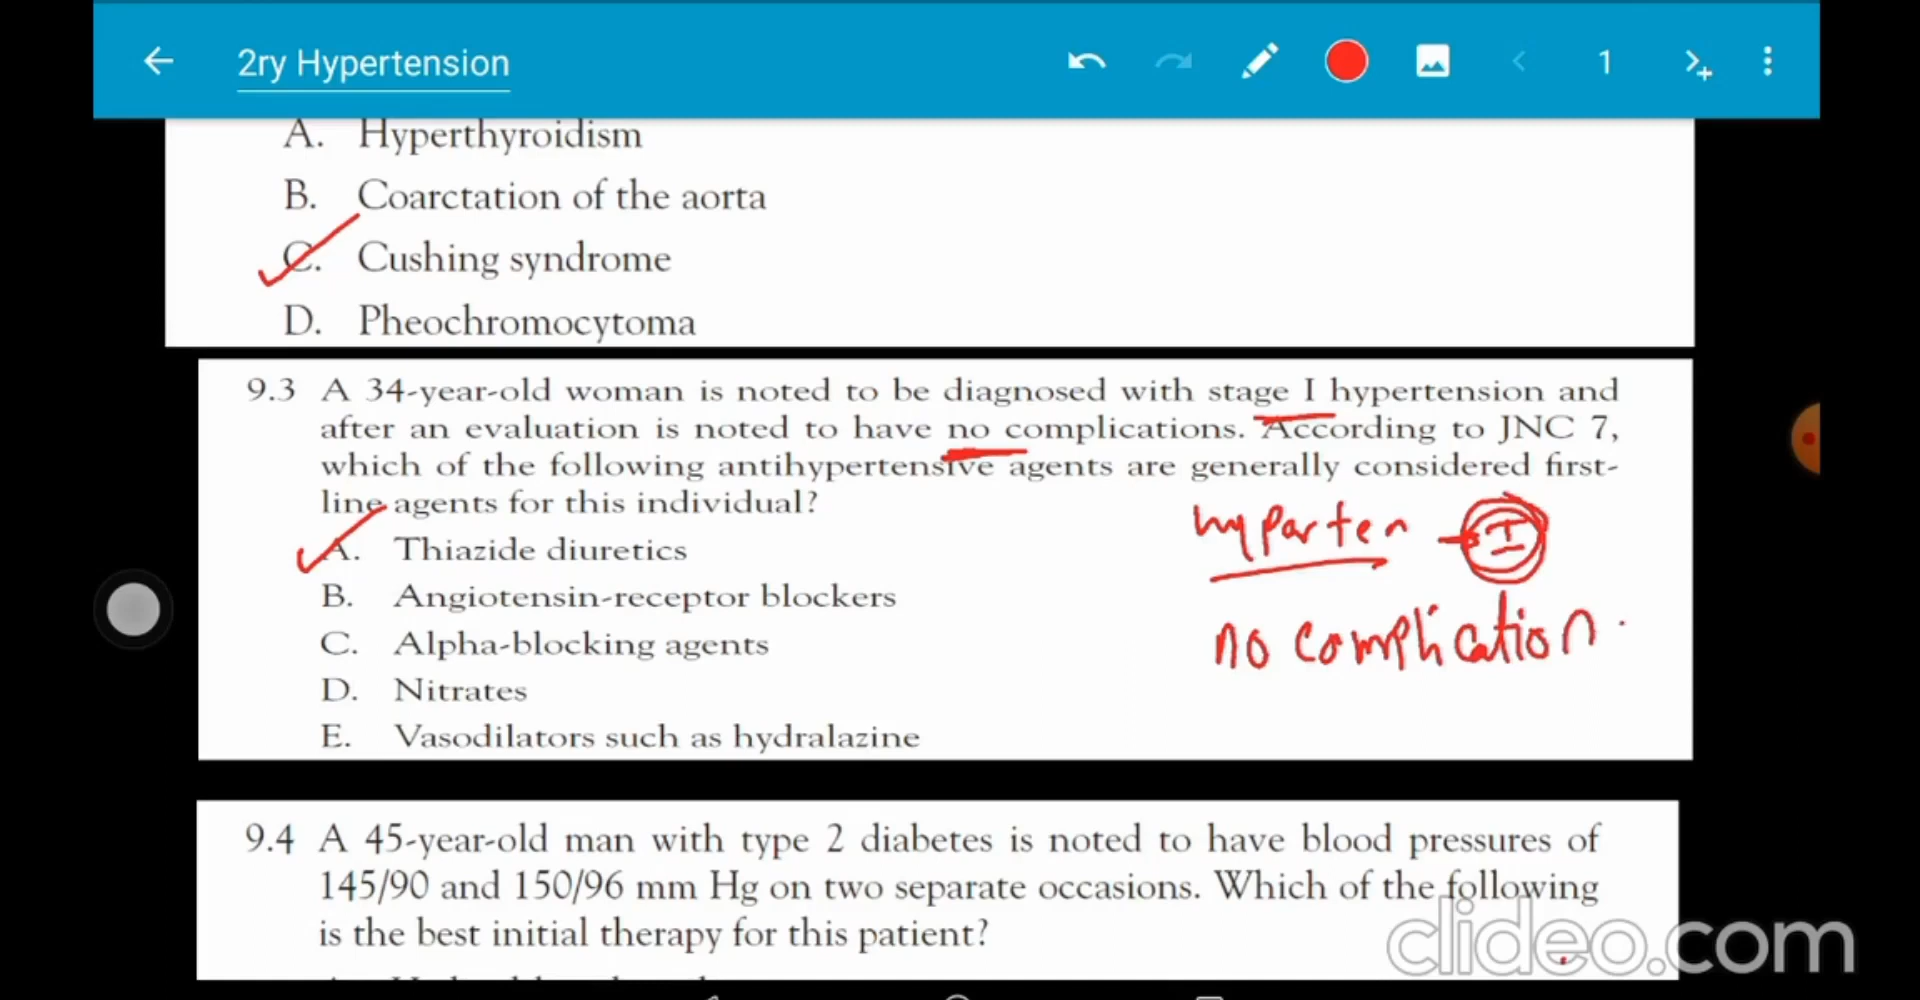 2ry Hypertension
1
A. Hyperthyroidism
B. Coarctation of the aorta
C. Cushing syndrome
D. Pheochromocytoma
9.3 A 34-year-old woman is noted to be diagnosed with stage I hypertension and
after an evaluation is noted to have no complications. According to JNC 7,
which of the following antihypertensive agents are generally considered first-
line agents for this individual?
A. Thiazide diuretics
B. Angiotensin-receptor blockers
C. Alpha-blocking agents
D. Nitrates
E. Vasodilators such as hydralazine
hyparten I
no complication
9.4 A 45-year-old man with type 2 diabetes is noted to have blood pressures of
145/90 and 150/96 mm Hg on two separate occasions. Which of the following
is the best initial therapy for this patient?
clideo.com